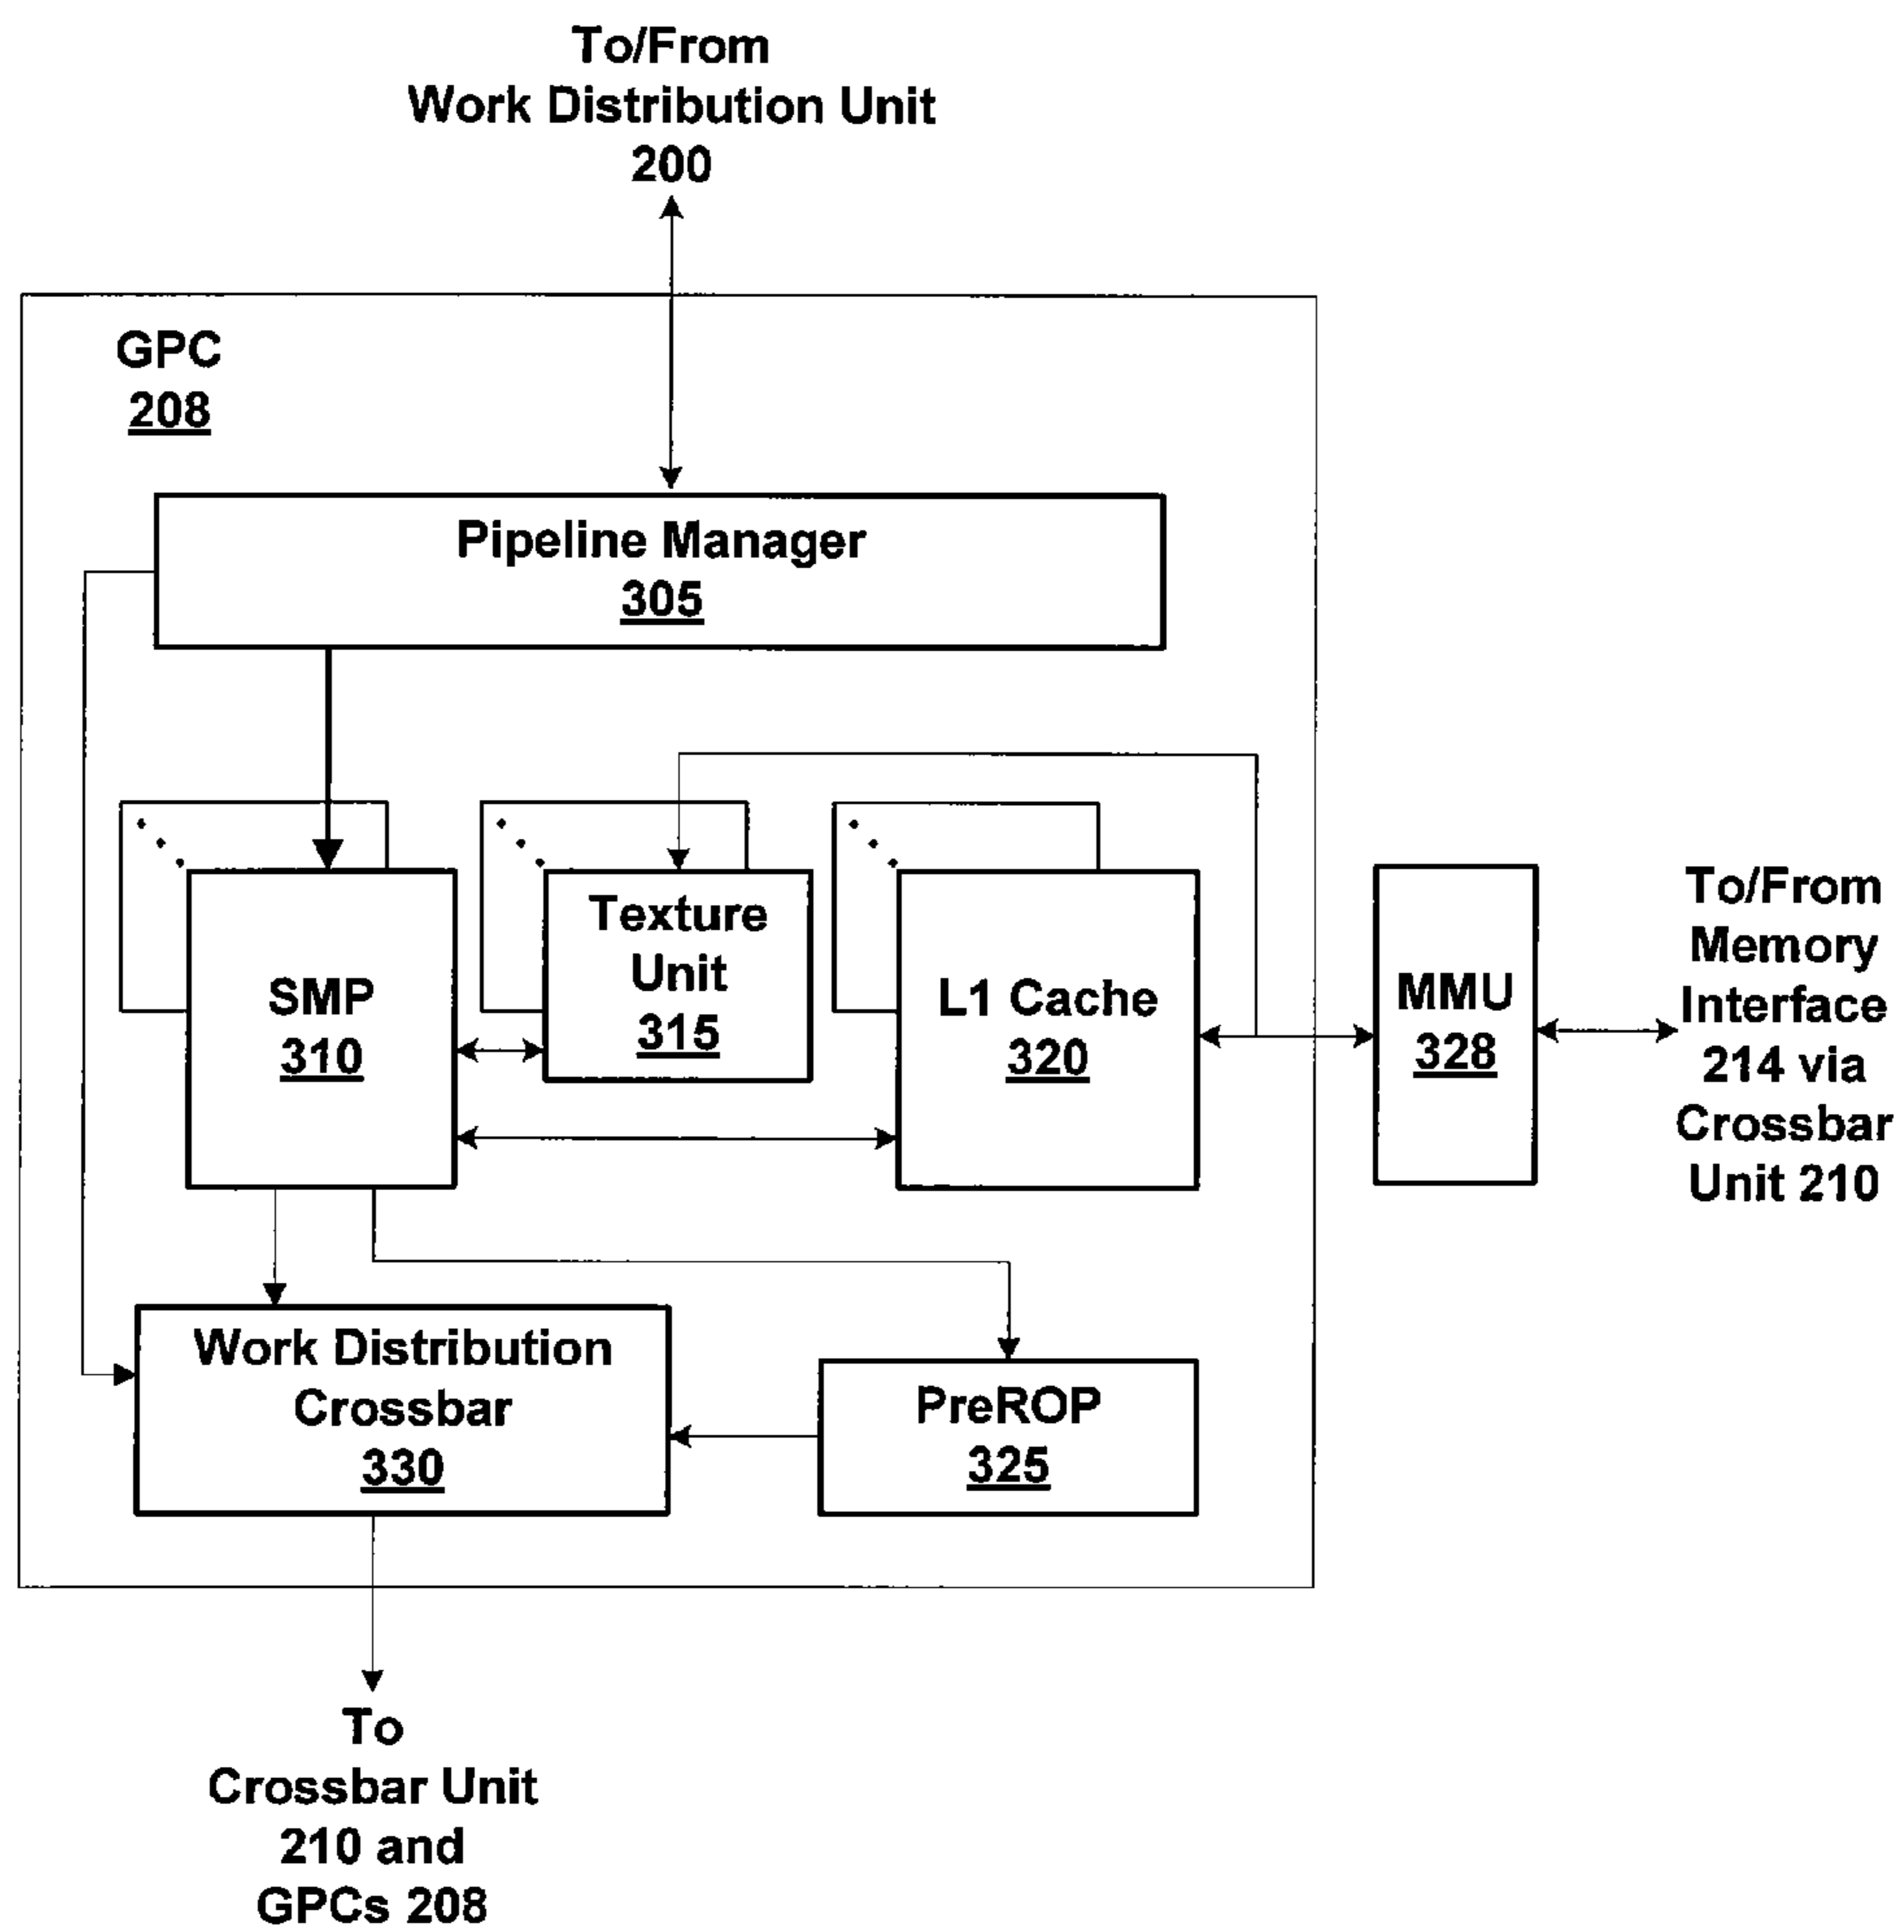 To/From
Work Distribution Unit
200
GPC
208
Pipeline Manager
305
SMP
310
Texture
Unit
315
L1 Cache
320
MMU
328
To/From
Memory
Interface
214 via
Crossbar
Unit 210
Work Distribution
Crossbar
330
PreROP
325
To
Crossbar Unit
210 and
GPCs 208